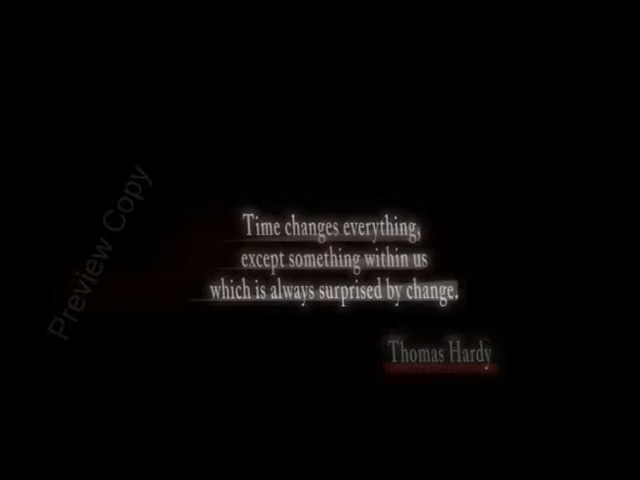 Preview Copy
Time changes everything,
except something within us
which is always surprised by change.
Thomas Hardy